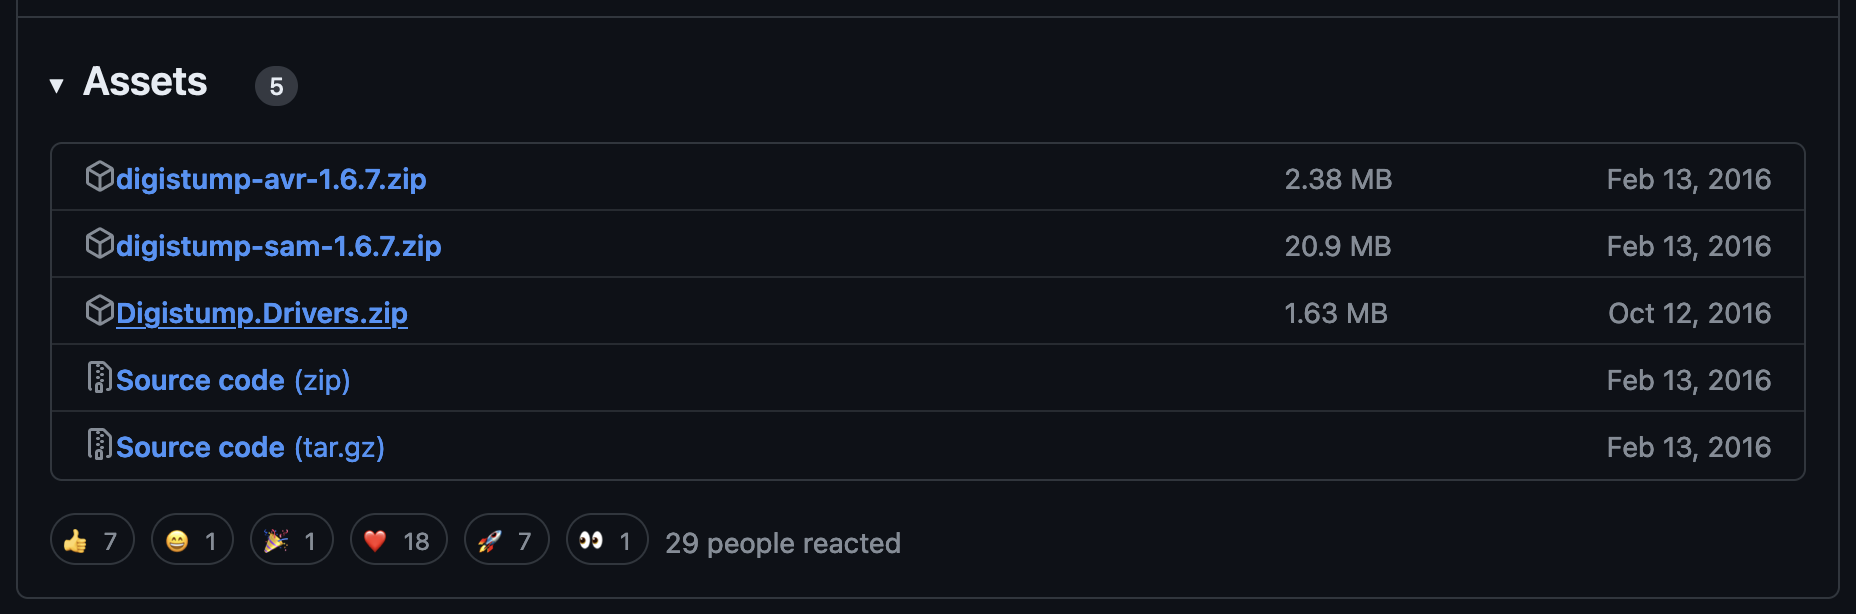 ▼ Assets 5
digistump-avr-1.6.7.zip 2.38 MB Feb 13, 2016
digistump-sam-1.6.7.zip 20.9 MB Feb 13, 2016
Digistump.Drivers.zip 1.63 MB Oct 12, 2016
Source code (zip) Feb 13, 2016
Source code (tar.gz) Feb 13, 2016
👍 7 😄 1 🎉 1 ❤️ 18 🚀 7 👀 1 29 people reacted